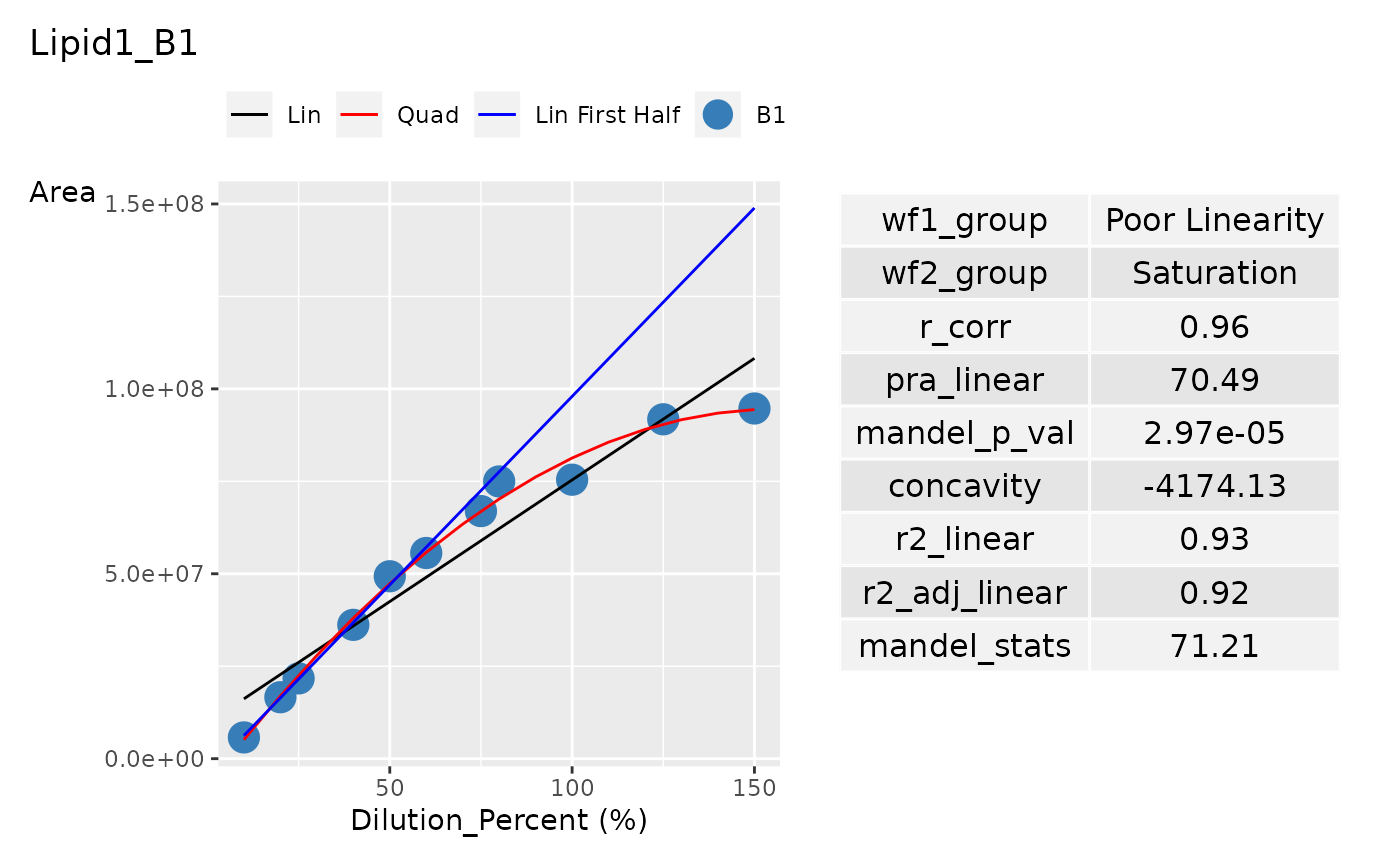 Lipid1_B1
Lin Quad Lin First Half B1
Area
1.5e+08
1.0e+08
5.0e+07
0.0e+00
50 100 150
Dilution_Percent (%)
wf1_group Poor Linearity
wf2_group Saturation
r_corr 0.96
pra_linear 70.49
mandel_p_val 2.97e-05
concavity -4174.13
r2_linear 0.93
r2_adj_linear 0.92
mandel_stats 71.21